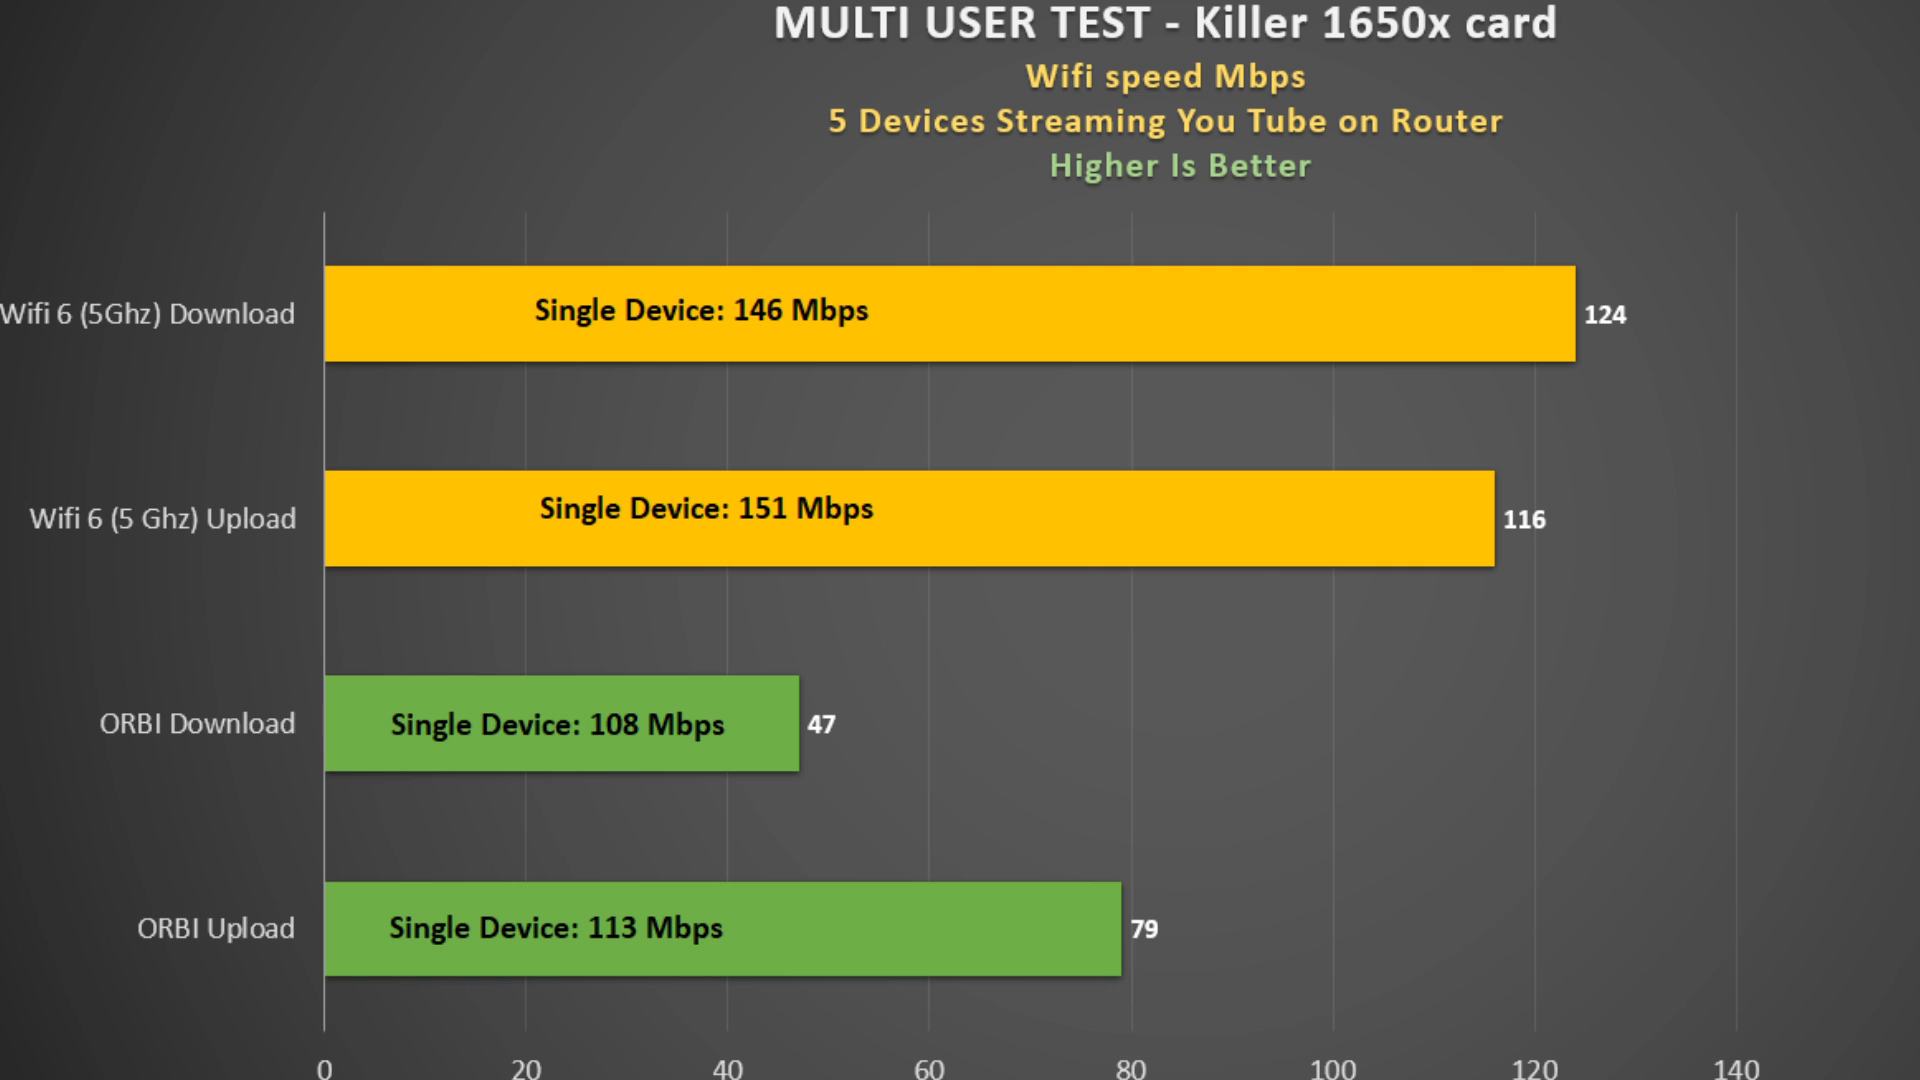 MULTI USER TEST - Killer 1650x card
Wifi speed Mbps
5 Devices Streaming You Tube on Router
Higher Is Better
Wifi 6 (5Ghz) Download
Single Device: 146 Mbps
124
Wifi 6 (5 Ghz) Upload
Single Device: 151 Mbps
116
ORBI Download
Single Device: 108 Mbps
47
ORBI Upload
Single Device: 113 Mbps
79
0 20 40 60 80 100 120 140